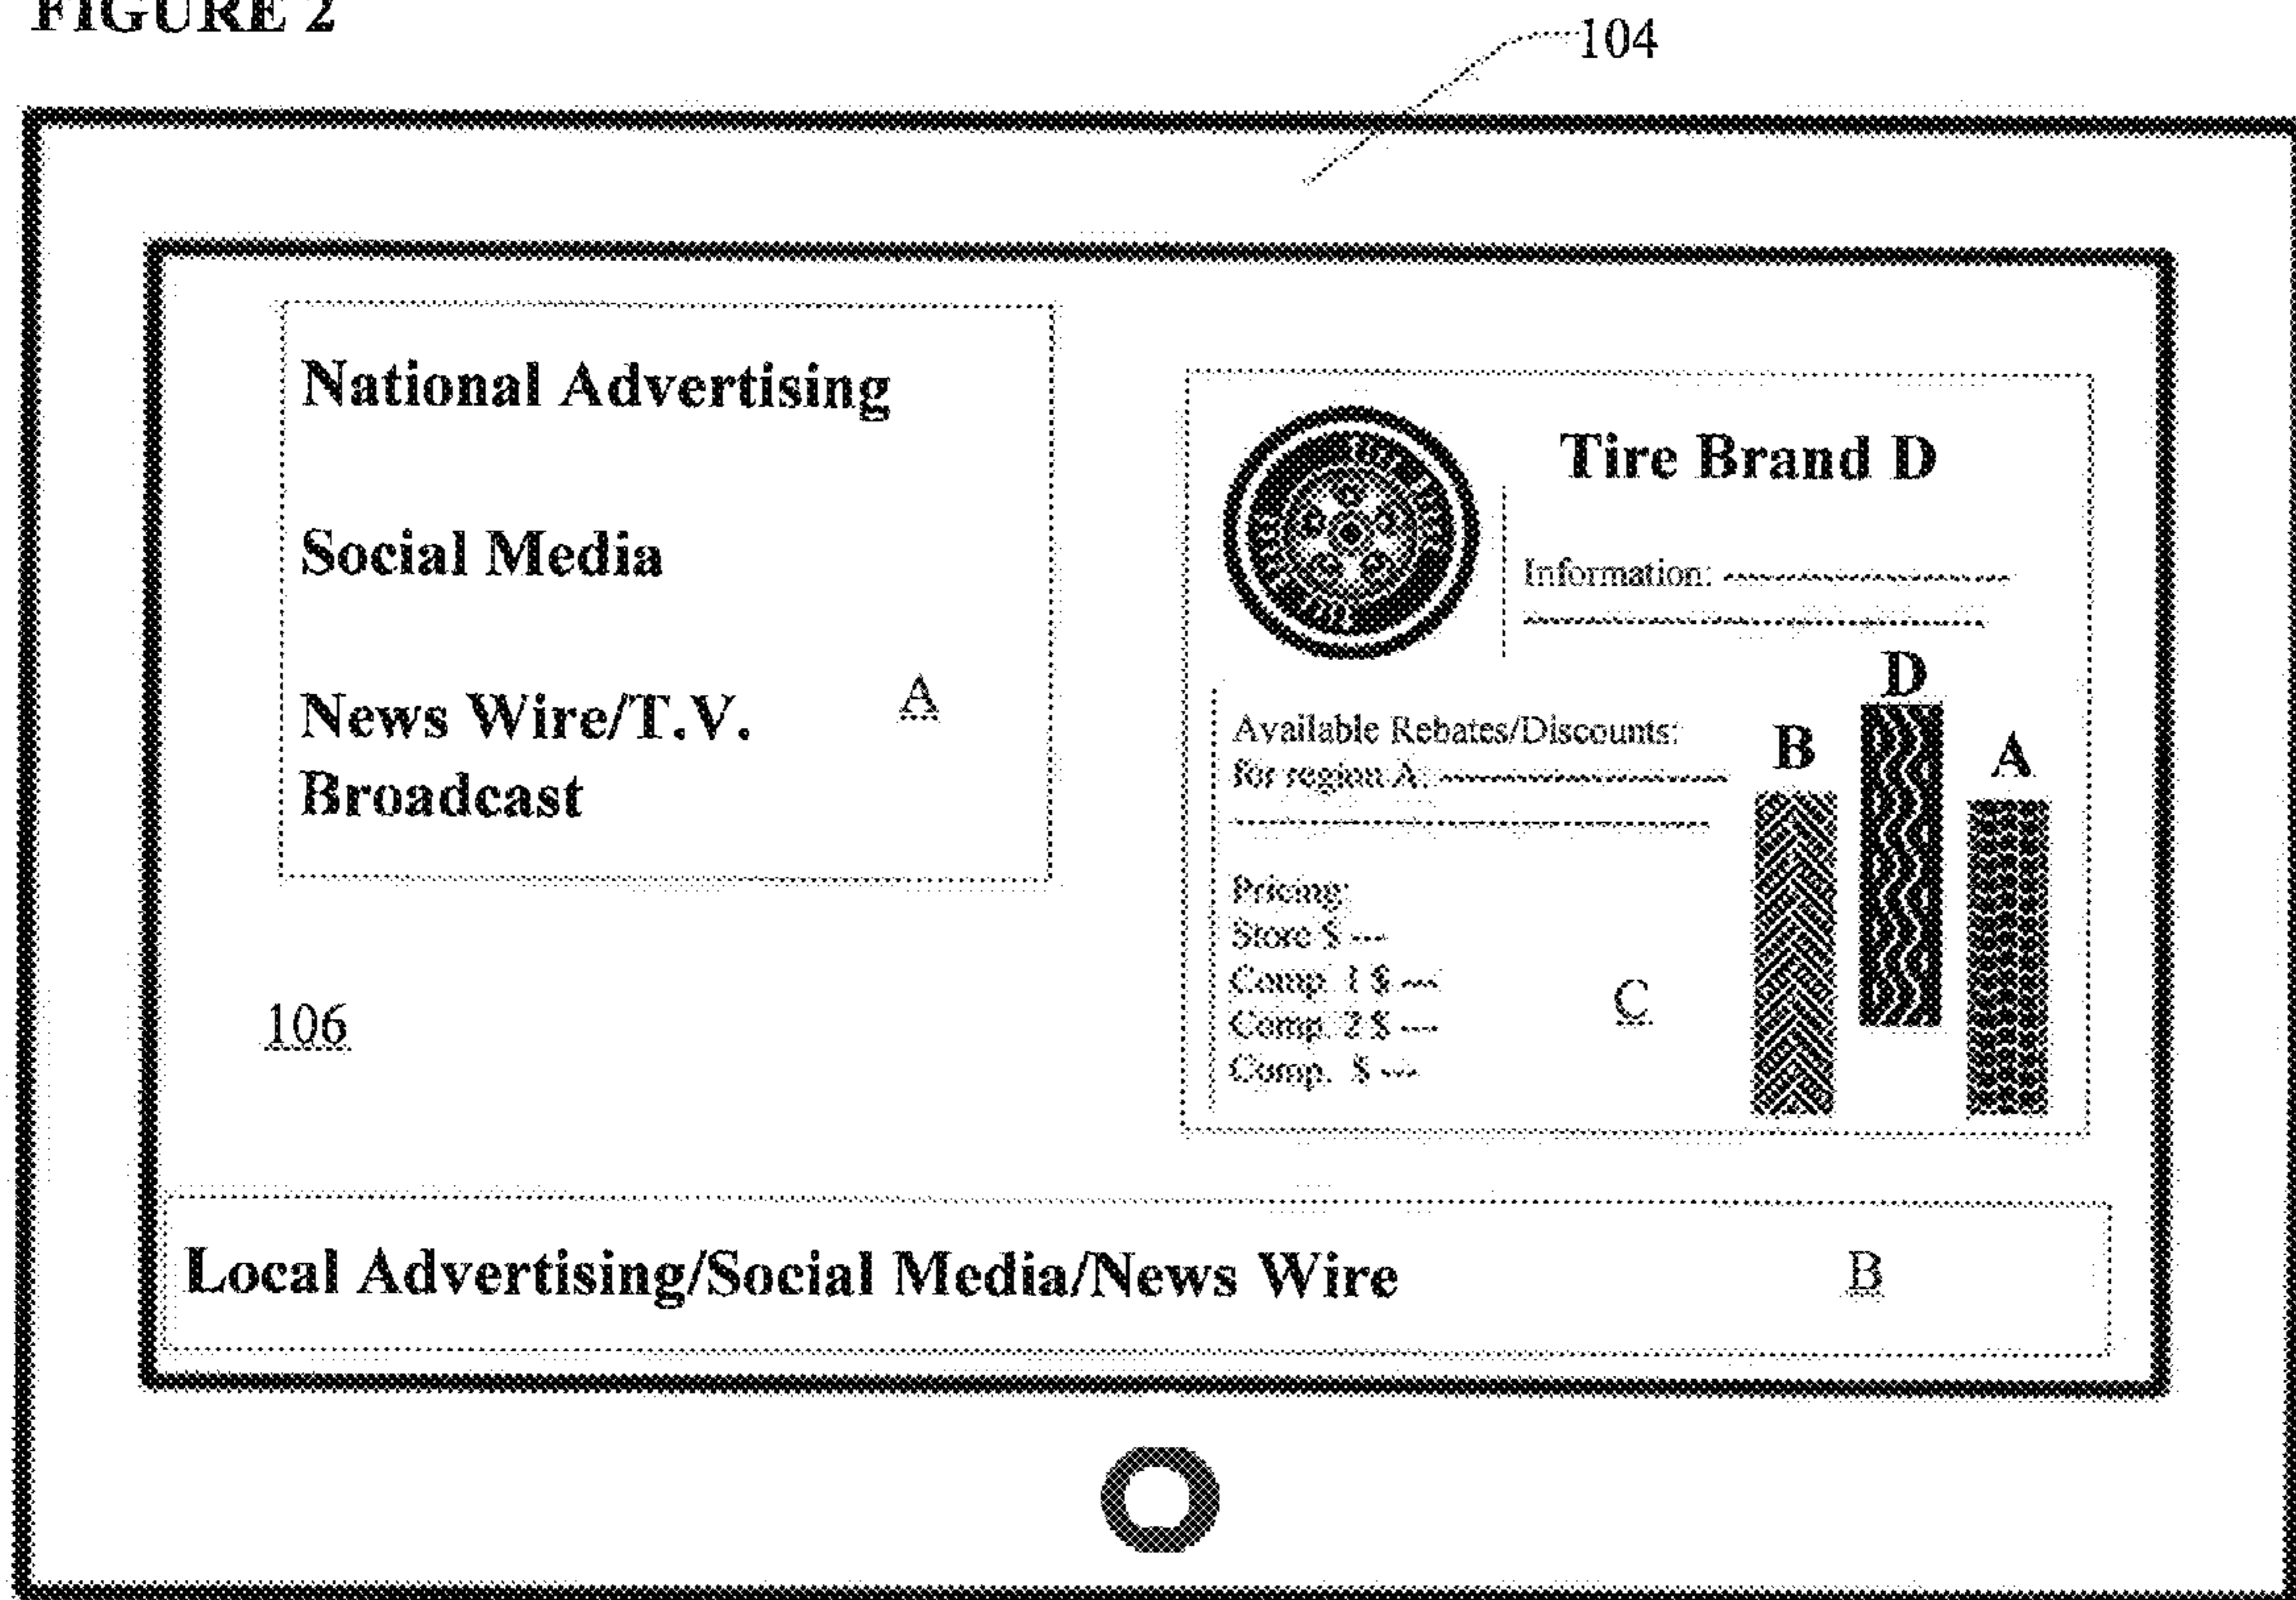 FIGURE 2
104
National Advertising
Social Media
News Wire/T.V.
Broadcast
A
106
Tire Brand D
Information:
Available Rebates/Discounts:
for region A:
Pricing:
Store $ ---
Comp. 1 $ ---
Comp. 2 $ ---
Comp. $ ---
C
B
D
A
Local Advertising/Social Media/News Wire
B